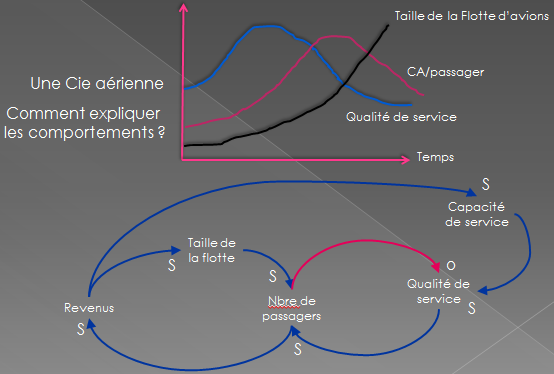 Taille de la Flotte d'avions
Une Cie aérienne
Comment expliquer
les comportements ?
CA/passager
Qualité de service
Temps
S
Capacité
de service
Taille de
la flotte
S
S
O
Qualité de
service
S
Revenus
S
Nbre de
passagers
S